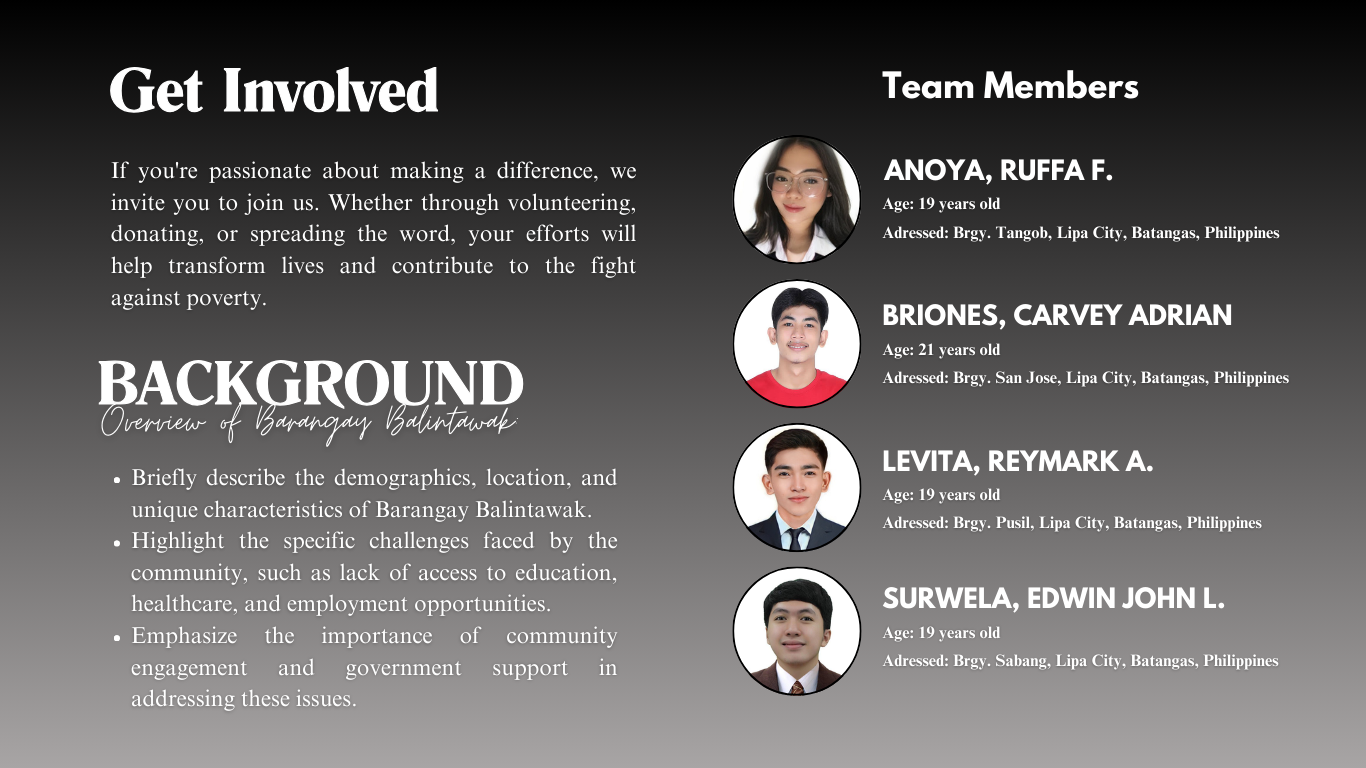 Get Involved
If you're passionate about making a difference, we
invite you to join us. Whether through volunteering,
donating, or spreading the word, your efforts will
help transform lives and contribute to the fight
against poverty.
BACKGROUND
Overview of Barangay Balintawak:
• Briefly describe the demographics, location, and
unique characteristics of Barangay Balintawak.
• Highlight the specific challenges faced by the
community, such as lack of access to education,
healthcare, and employment opportunities.
• Emphasize the importance of community
engagement and government support in
addressing these issues.
Team Members
ANOYA, RUFFA F.
Age: 19 years old
Adressed: Brgy. Tangob, Lipa City, Batangas, Philippines
BRIONES, CARVEY ADRIAN
Age: 21 years old
Adressed: Brgy. San Jose, Lipa City, Batangas, Philippines
LEVITA, REYMARK A.
Age: 19 years old
Adressed: Brgy. Pusil, Lipa City, Batangas, Philippines
SURWELA, EDWIN JOHN L.
Age: 19 years old
Adressed: Brgy. Sabang, Lipa City, Batangas, Philippines